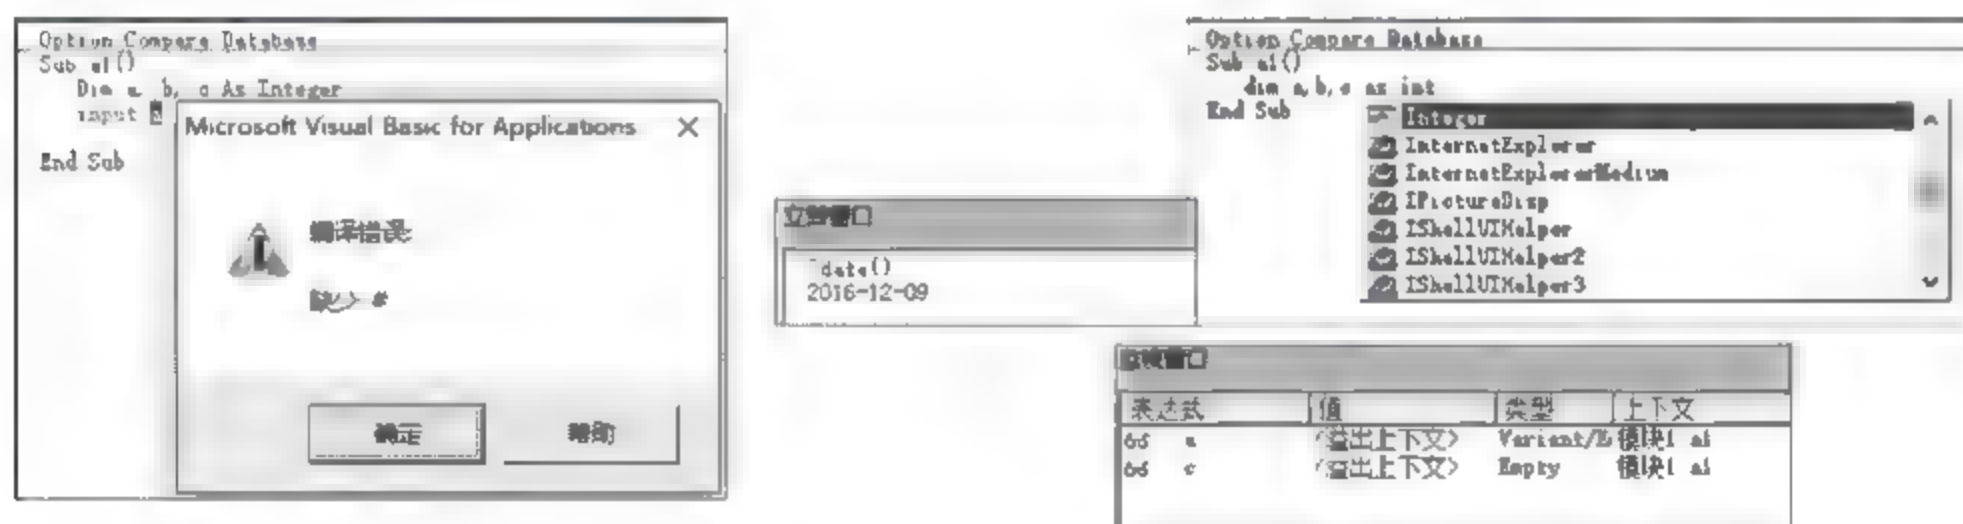 Option Compare Database
Sub a1()
Dim a, b, c As Integer
input a
End Sub
Microsoft Visual Basic for Applications
编译错误:
缺少: #
确定
帮助
立即窗口
date()
2016-12-09
Option Compare Database
Sub a1()
dim a,b,c as int
End Sub
Integer
InternetExplorer
InternetExplorerMedium
IPictureDisp
IShellUIHelper
IShellUIHelper2
IShellUIHelper3
窗口
表达式 值 类型 上下文
a <溢出上下文> Variant/E 模块1 a1
c <溢出上下文> Empty 模块1 a1